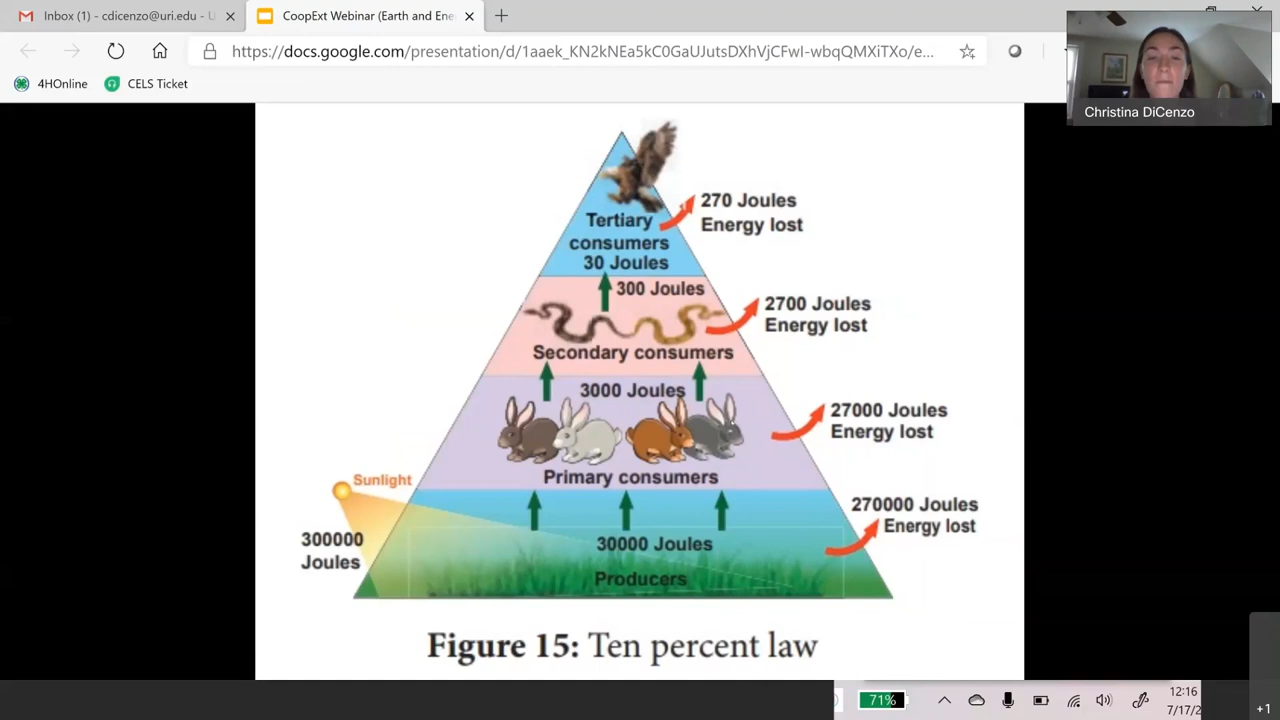 Inbox (1) - cdicenzo@uri.edu - U
CoopExt Webinar (Earth and Ene
https://docs.google.com/presentation/d/1aaek_KN2kNEa5kC0GaUJutsDXhVjCFwI-wbqQMXiTXo/e...
4HOnline
CELS Ticket
Christina DiCenzo
270 Joules
Energy lost
Tertiary
consumers
30 Joules
300 Joules
2700 Joules
Energy lost
Secondary consumers
3000 Joules
27000 Joules
Energy lost
Primary consumers
Sunlight
300000
Joules
270000 Joules
Energy lost
30000 Joules
Producers
Figure 15: Ten percent law
71%
12:16
7/17/2
+1